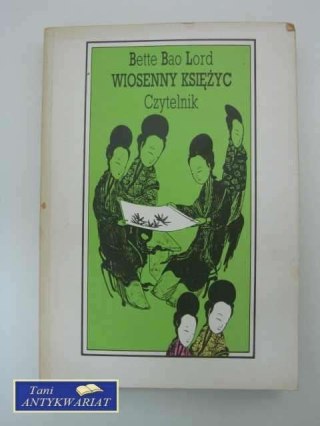 Bette Bao Lord
WIOSENNY KSIĘŻYC
Czytelnik
Tani
ANTYKWARIAT